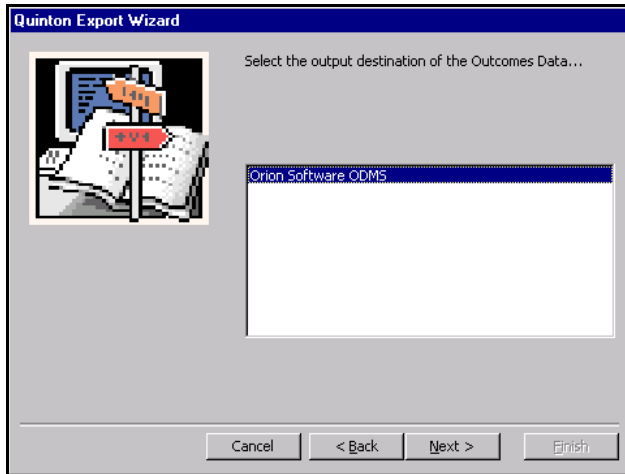 Quinton Export Wizard
Select the output destination of the Outcomes Data...
Orion Software ODMS
Cancel
< Back
Next >
Finish